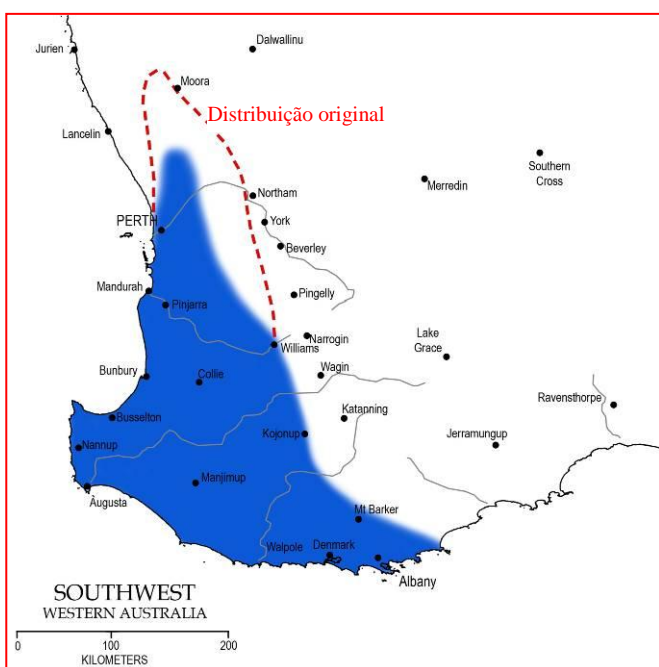 Jurien
Dalwallinu
Moora
Distribuição original
Lancelin
Southern
Cross
Merredin
Northam
York
PERTH
Beverley
Mandurah
Pingelly
Pinjarra
Narrogin
Williams
Lake
Grace
Bunbury
Collie
Wagin
Ravensthorpe
Busselton
Katanning
Kojonup
Jerramungup
Nannup
Manjimup
Augusta
Mt Barker
Walpole
Denmark
Albany
SOUTHWEST
WESTERN AUSTRALIA
0 100 200
KILOMETERS